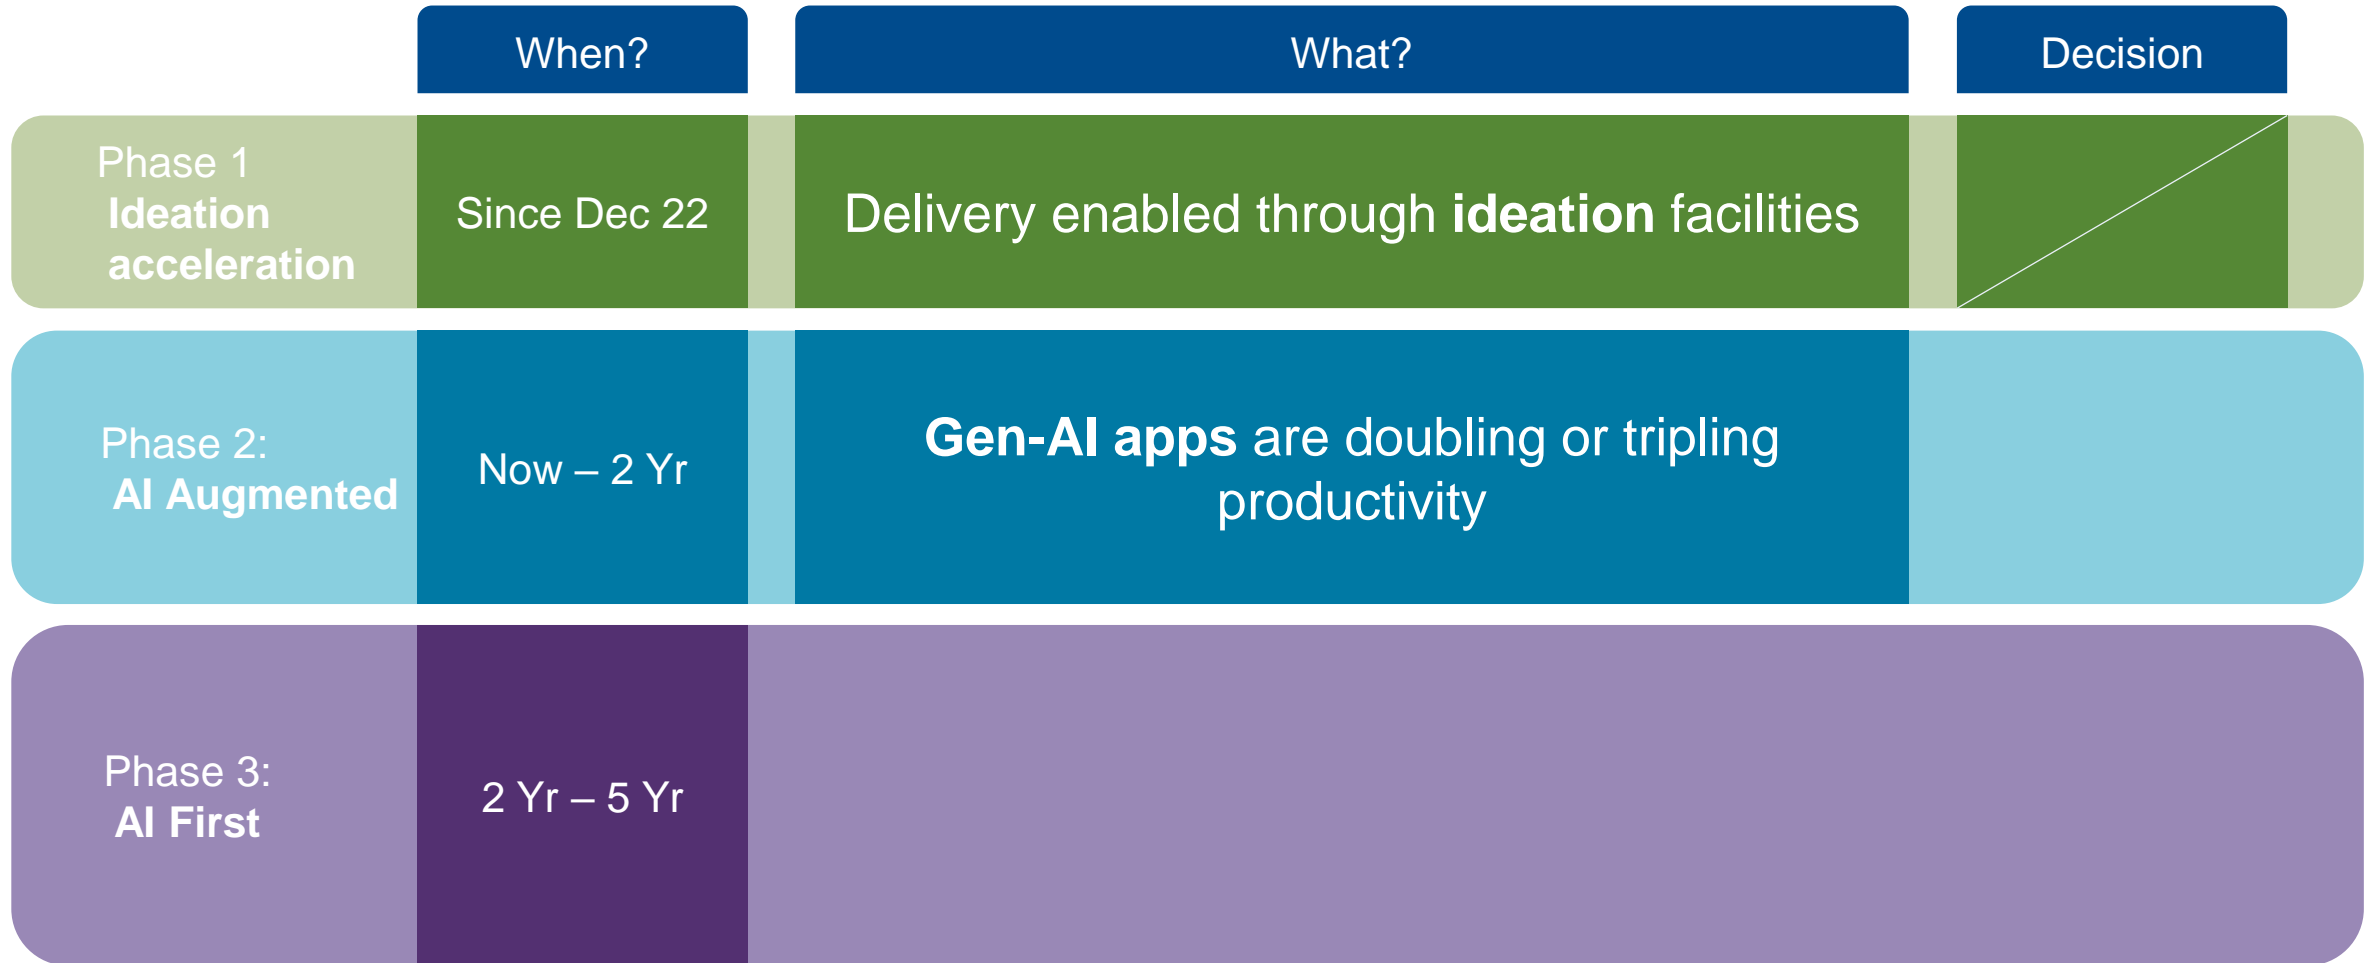 When?
What?
Decision
Phase 1
Ideation
acceleration
Since Dec 22
Delivery enabled through ideation facilities
Phase 2:
AI Augmented
Now – 2 Yr
Gen-AI apps are doubling or tripling
productivity
Phase 3:
AI First
2 Yr – 5 Yr